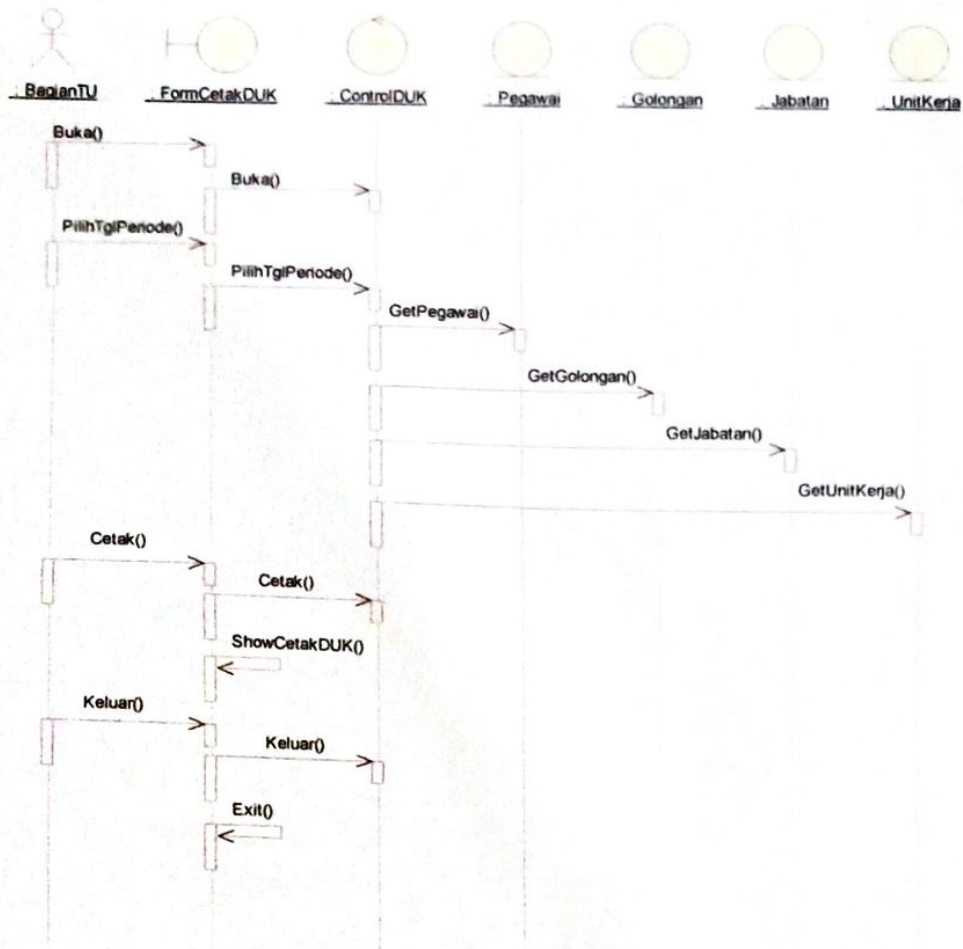 : BagianTU
: FormCetakDUK
: ControlDUK
: Pegawai
: Golongan
: Jabatan
: UnitKerja
Buka()
Buka()
PilihTglPeriode()
PilihTglPeriode()
GetPegawai()
GetGolongan()
GetJabatan()
GetUnitKerja()
Cetak()
Cetak()
ShowCetakDUK()
Keluar()
Keluar()
Exit()